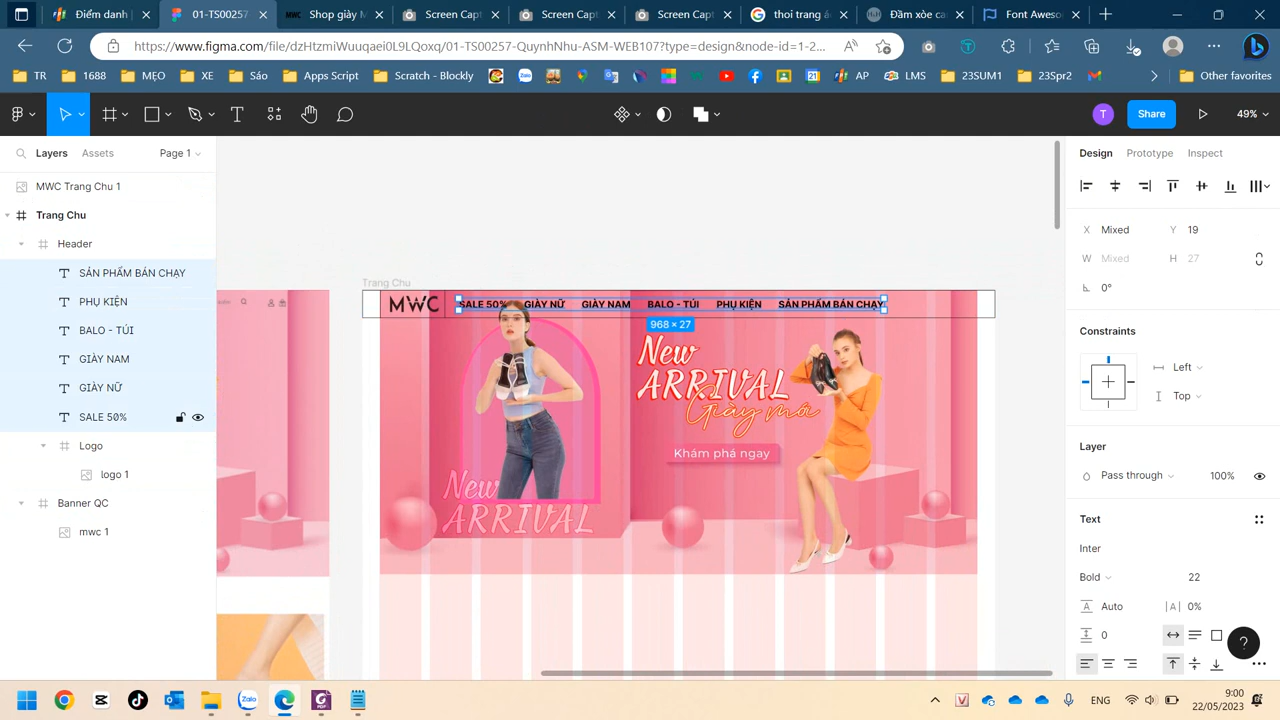 Điểm danh
01-TS00257
Shop giày M
Screen Capt
Screen Capt
Screen Capt
thoi trang á
Đầm xòe ca
Font Aweso
https://www.figma.com/file/dzHtzmiWuuqaei0L9LQoxq/01-TS00257-QuynhNhu-ASM-WEB107?type=design&node-id=1-2...
TR
1688
MẸO
XE
Sáo
Apps Script
Scratch - Blockly
AP
LMS
23SUM1
23Spr2
Other favorites
Share
49%
Layers
Assets
Page 1
MWC Trang Chu 1
Trang Chu
Header
SẢN PHẨM BÁN CHẠY
PHỤ KIỆN
BALO - TÚI
GIÀY NAM
GIÀY NỮ
SALE 50%
Logo
logo 1
Banner QC
mwc 1
Trang Chu
MWC
SALE 50%
GIÀY NỮ
GIÀY NAM
BALO - TÚI
PHỤ KIỆN
SẢN PHẨM BÁN CHẠY
968 × 27
New
ARRIVAL
Giày mới
Khám phá ngay
New
ARRIVAL
Design
Prototype
Inspect
X Mixed
Y 19
W Mixed
H 27
0°
Constraints
Left
Top
Layer
Pass through
100%
Text
Inter
Bold
22
Auto
0%
0
?
ENG
9:00
22/05/2023